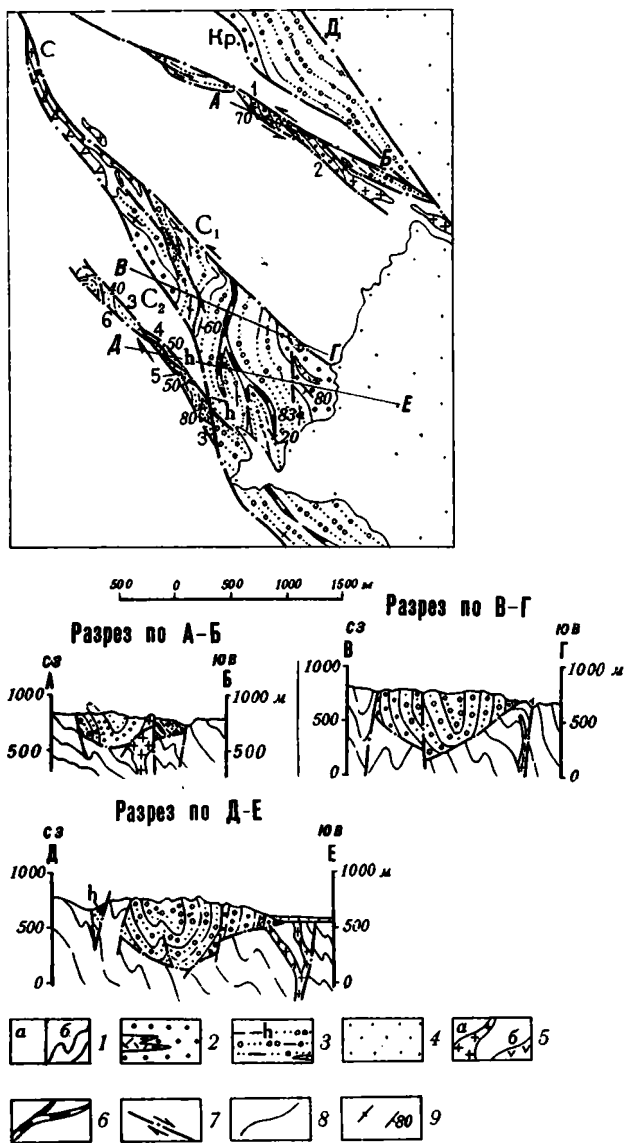 С Кр. Д
А 1
70
2 Б
С₁
В
40 3 С₂
6 4 60
Д 50 h Г
5 50 80 Е
h
80 834
3 20
500 0 500 1000 1500 м
Разрез по А-Б
Разрез по В-Г
СЗ ЮВ
А Б
1000 1000 м
500 500
СЗ ЮВ
В Г
1000 1000 м
500 500
0 0
Разрез по Д-Е
СЗ ЮВ
Д Е
1000 1000 м
h
500 500
0 0
а б 1
2
h 3
4
а б 5
6
7
8
80 9